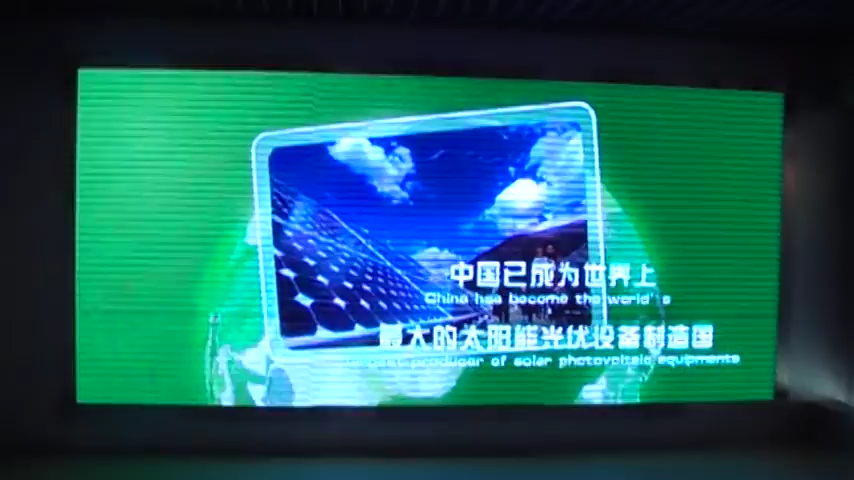 中国已成为世界上
China has become the world's
最大的太阳能光伏设备制造国
producer of solar photovoltaic equipments